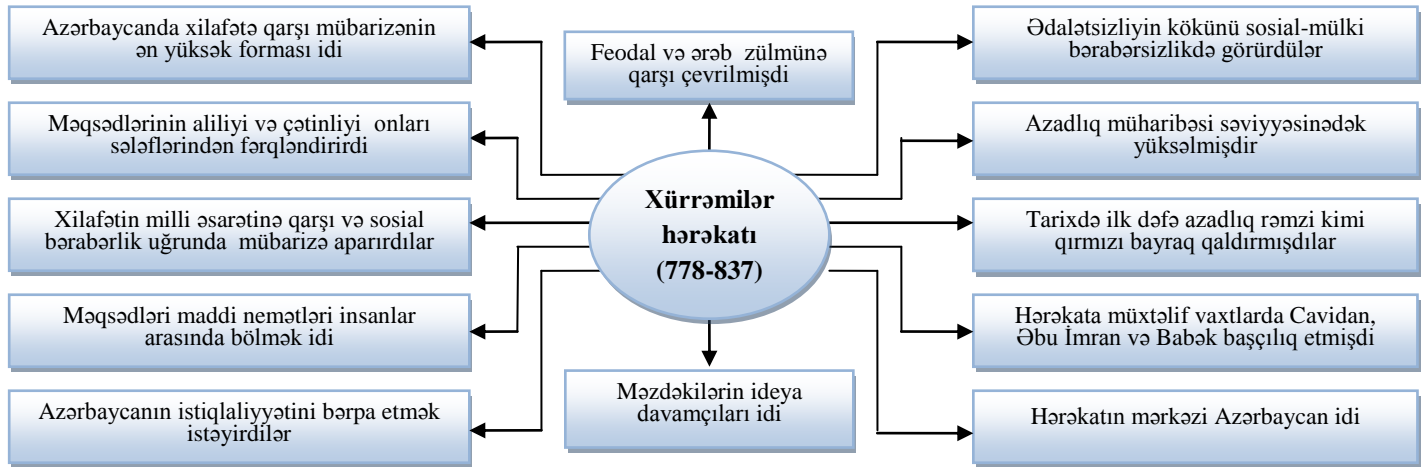 Azərbaycanda xilafətə qarşı mübarizənin
ən yüksək forması idi
Məqsədlərinin aliliyi və çətinliyi onları
sələflərindən fərqləndirirdi
Xilafətin milli əsarətinə qarşı və sosial
bərabərlik uğrunda mübarizə aparırdılar
Məqsədləri maddi nemətləri insanlar
arasında bölmək idi
Azərbaycanın istiqlaliyyətini bərpa etmək
istəyirdilər
Feodal və ərəb zülmünə
qarşı çevrilmişdi
Xürrəmilər
hərəkatı
(778-837)
Məzdəkilərin ideya
davamçıları idi
Ədalətsizliyin kökünü sosial-mülki
bərabərsizlikdə görürdülər
Azadlıq müharibəsi səviyyəsinədək
yüksəlmişdir
Tarixdə ilk dəfə azadlıq rəmzi kimi
qırmızı bayraq qaldırmışdılar
Hərəkata müxtəlif vaxtlarda Cavidan,
Əbu İmran və Babək başçılıq etmişdi
Hərəkatın mərkəzi Azərbaycan idi